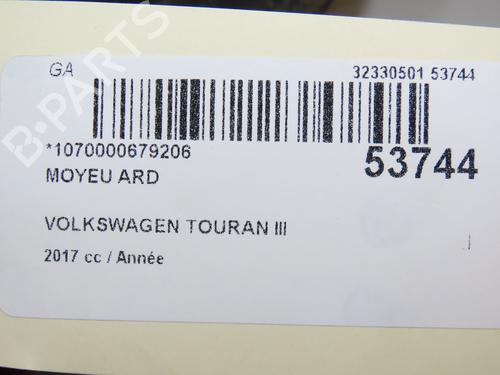 GA 32330501 53744
*1070000679206 53744
MOYEU ARD
VOLKSWAGEN TOURAN III
2017 cc / Année
B-PARTS